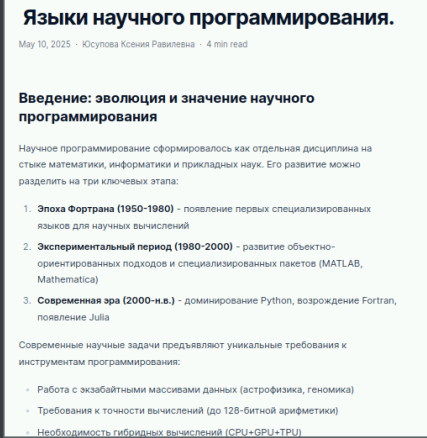 Языки научного программирования.
May 10, 2025 · Юсупова Ксения Равилевна · 4 min read
Введение: эволюция и значение научного
программирования
Научное программирование сформировалось как отдельная дисциплина на
стыке математики, информатики и прикладных наук. Его развитие можно
разделить на три ключевых этапа:
1. Эпоха Фортрана (1950-1980) - появление первых специализированных
языков для научных вычислений
2. Экспериментальный период (1980-2000) - развитие объектно-
ориентированных подходов и специализированных пакетов (MATLAB,
Mathematica)
3. Современная эра (2000-н.в.) - доминирование Python, возрождение Fortran,
появление Julia
Современные научные задачи предъявляют уникальные требования к
инструментам программирования:
• Работа с экзабайтными массивами данных (астрофизика, геномика)
• Требования к точности вычислений (до 128-битной арифметики)
• Необходимость гибридных вычислений (CPU+GPU+TPU)